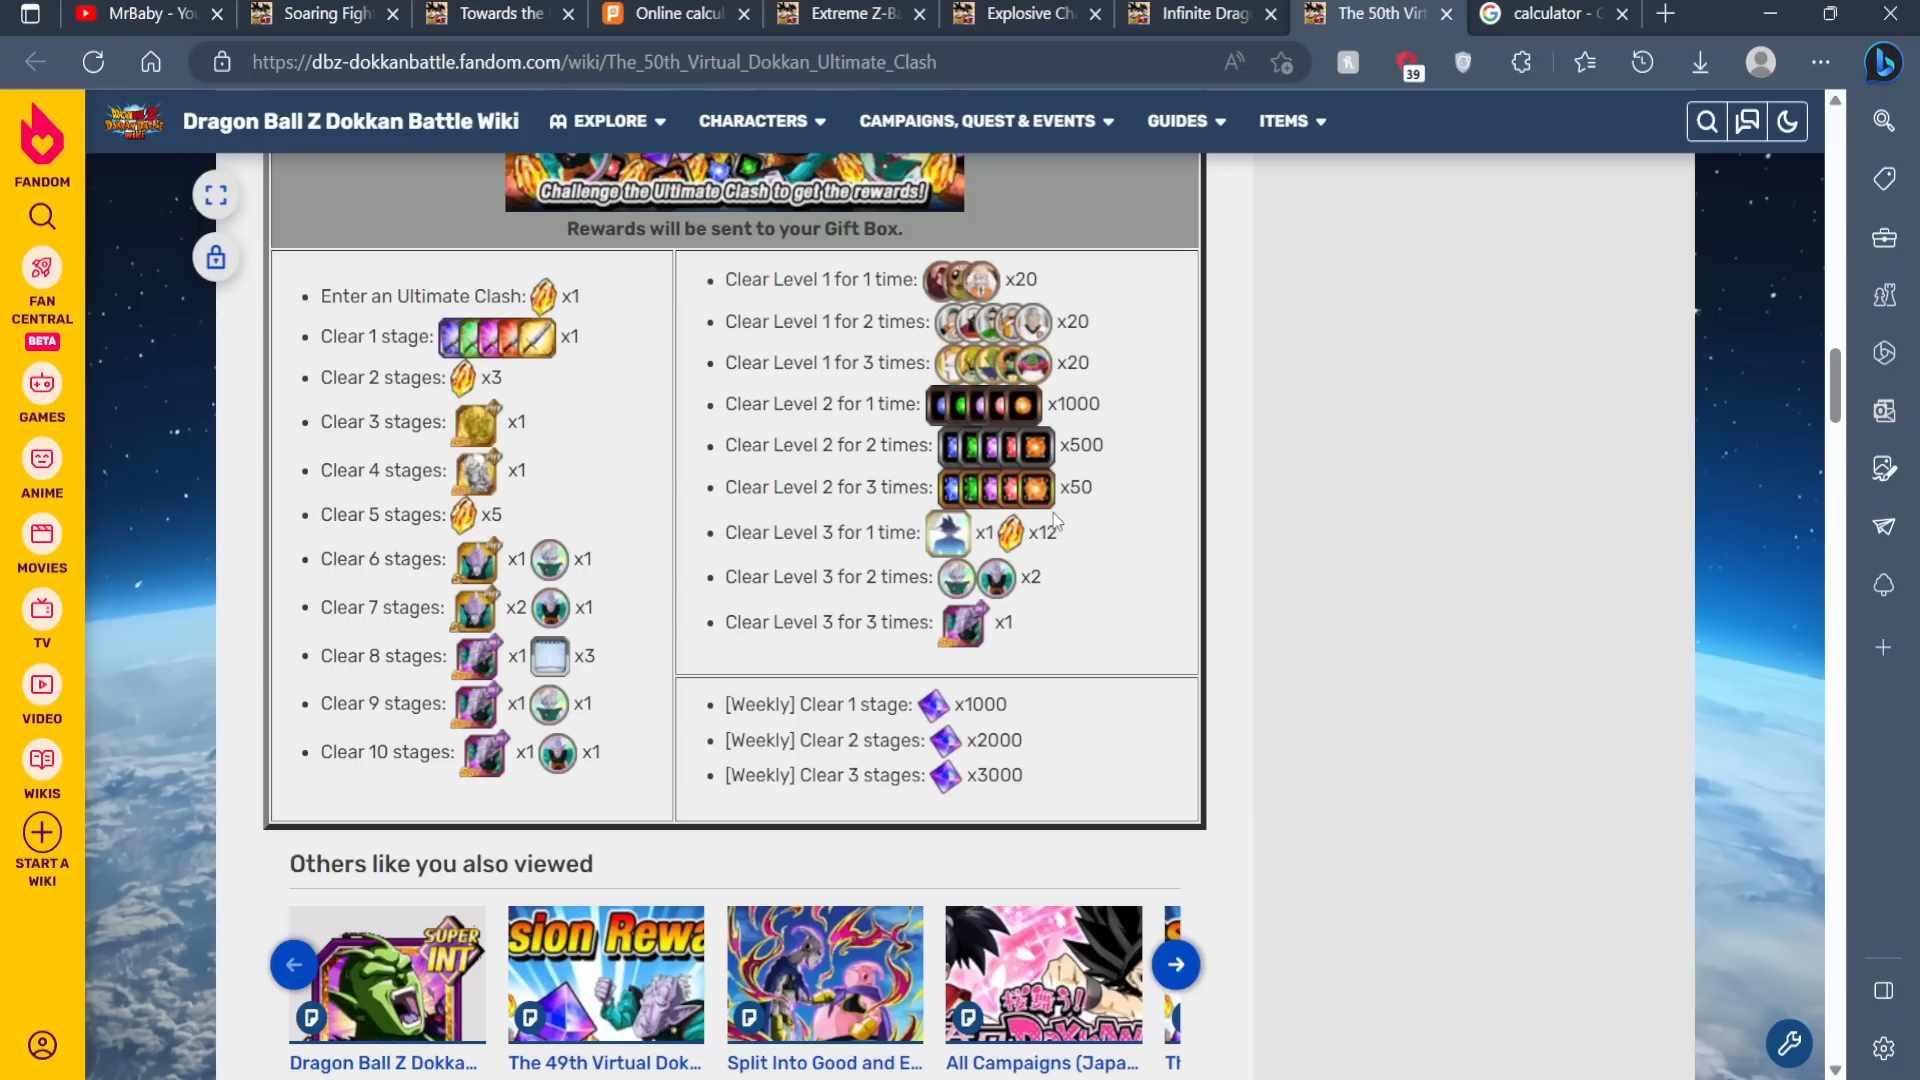 MrBaby - You
Soaring Figh
Towards the
Online calcul
Extreme Z-Ba
Explosive Ch
Infinite Drag
The 50th Virt
calculator - G
https://dbz-dokkanbattle.fandom.com/wiki/The_50th_Virtual_Dokkan_Ultimate_Clash
39
FANDOM
FAN
CENTRAL
BETA
GAMES
ANIME
MOVIES
TV
VIDEO
WIKIS
START A
WIKI
Dragon Ball Z Dokkan Battle Wiki
EXPLORE
CHARACTERS
CAMPAIGNS, QUEST & EVENTS
GUIDES
ITEMS
Challenge the Ultimate Clash to get the rewards!
Rewards will be sent to your Gift Box.
Enter an Ultimate Clash: x1
Clear 1 stage: x1
Clear 2 stages: x3
Clear 3 stages: x1
Clear 4 stages: x1
Clear 5 stages: x5
Clear 6 stages: x1 x1
Clear 7 stages: x2 x1
Clear 8 stages: x1 x3
Clear 9 stages: x1 x1
Clear 10 stages: x1 x1
Clear Level 1 for 1 time: x20
Clear Level 1 for 2 times: x20
Clear Level 1 for 3 times: x20
Clear Level 2 for 1 time: x1000
Clear Level 2 for 2 times: x500
Clear Level 2 for 3 times: x50
Clear Level 3 for 1 time: x1 x12
Clear Level 3 for 2 times: x2
Clear Level 3 for 3 times: x1
[Weekly] Clear 1 stage: x1000
[Weekly] Clear 2 stages: x2000
[Weekly] Clear 3 stages: x3000
Others like you also viewed
SUPER
INT
sion Rewa
Dragon Ball Z Dokka...
The 49th Virtual Dok...
Split Into Good and E...
All Campaigns (Japa...
Th